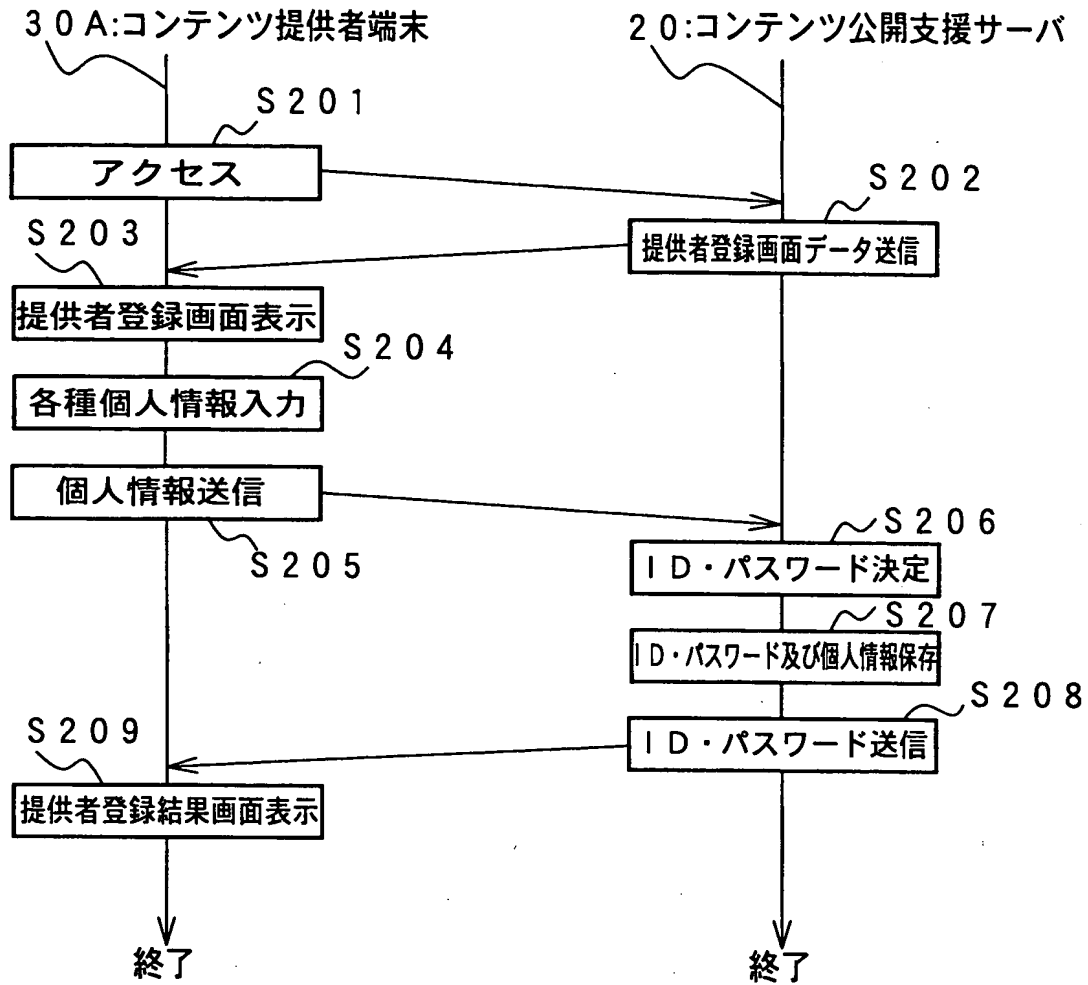 30A:コンテンツ提供者端末
20:コンテンツ公開支援サーバ
S201
アクセス
S202
提供者登録画面データ送信
S203
提供者登録画面表示
S204
各種個人情報入力
個人情報送信
S205
S206
ID・パスワード決定
S207
ID・パスワード及び個人情報保存
S208
ID・パスワード送信
S209
提供者登録結果画面表示
終了
終了